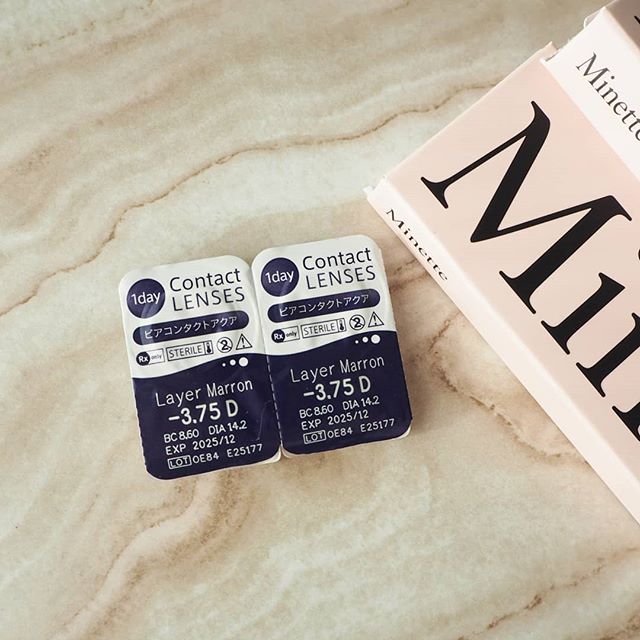 1day
Contact
LENSES
ピアコンタクトアクア
Rx only
STERILE
2
Layer Marron
-3.75 D
BC 8.60 DIA 14.2
EXP 2025/12
LOT OE84 E25177
1day
Contact
LENSES
ピアコンタクトアクア
Rx only
STERILE
2
Layer Marron
-3.75 D
BC 8.60 DIA 14.2
EXP 2025/12
LOT OE84 E25177
Minette
Minette